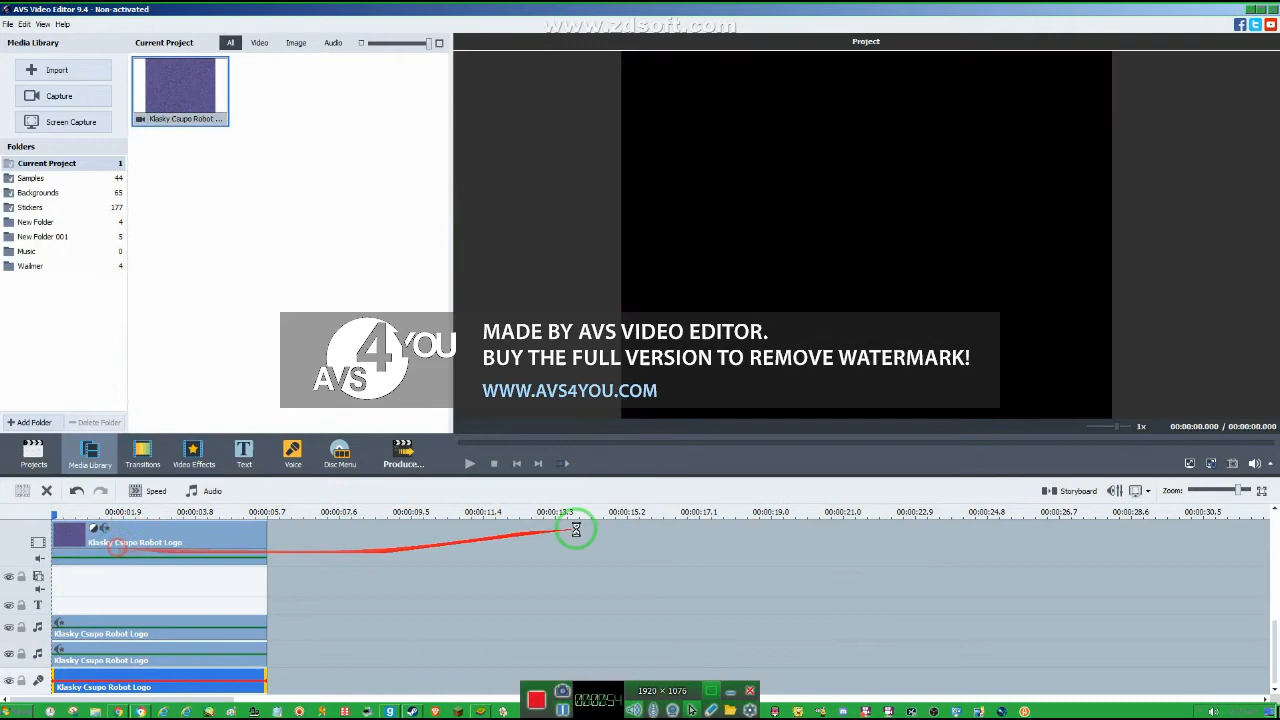 AVS Video Editor 9.4 - Non-activated
www.zdsoft.com
File Edit View Help
Media Library
Current Project
All
Video
Image
Audio
Project
Import
Capture
Screen Capture
Klasky Csupo Robot ...
Folders
Current Project 1
Samples 44
Backgrounds 65
Stickers 177
New Folder 4
New Folder 001 5
Music 0
Wailmer 4
AVS4YOU
MADE BY AVS VIDEO EDITOR.
BUY THE FULL VERSION TO REMOVE WATERMARK!
WWW.AVS4YOU.COM
Add Folder
Delete Folder
1x
00:00:00.000 / 00:00:00.000
Projects
Media Library
Transitions
Video Effects
Text
Voice
Disc Menu
Produce...
Speed
Audio
Storyboard
Zoom:
00:00:01.9 00:00:03.8 00:00:05.7 00:00:07.6 00:00:09.5 00:00:11.4 00:00:13.3 00:00:15.2 00:00:17.1 00:00:19.0 00:00:21.0 00:00:22.9 00:00:24.8 00:00:26.7 00:00:28.6 00:00:30.5
Klasky Csupo Robot Logo
T
Klasky Csupo Robot Logo
Klasky Csupo Robot Logo
Klasky Csupo Robot Logo
00:00:54
1920 × 1076